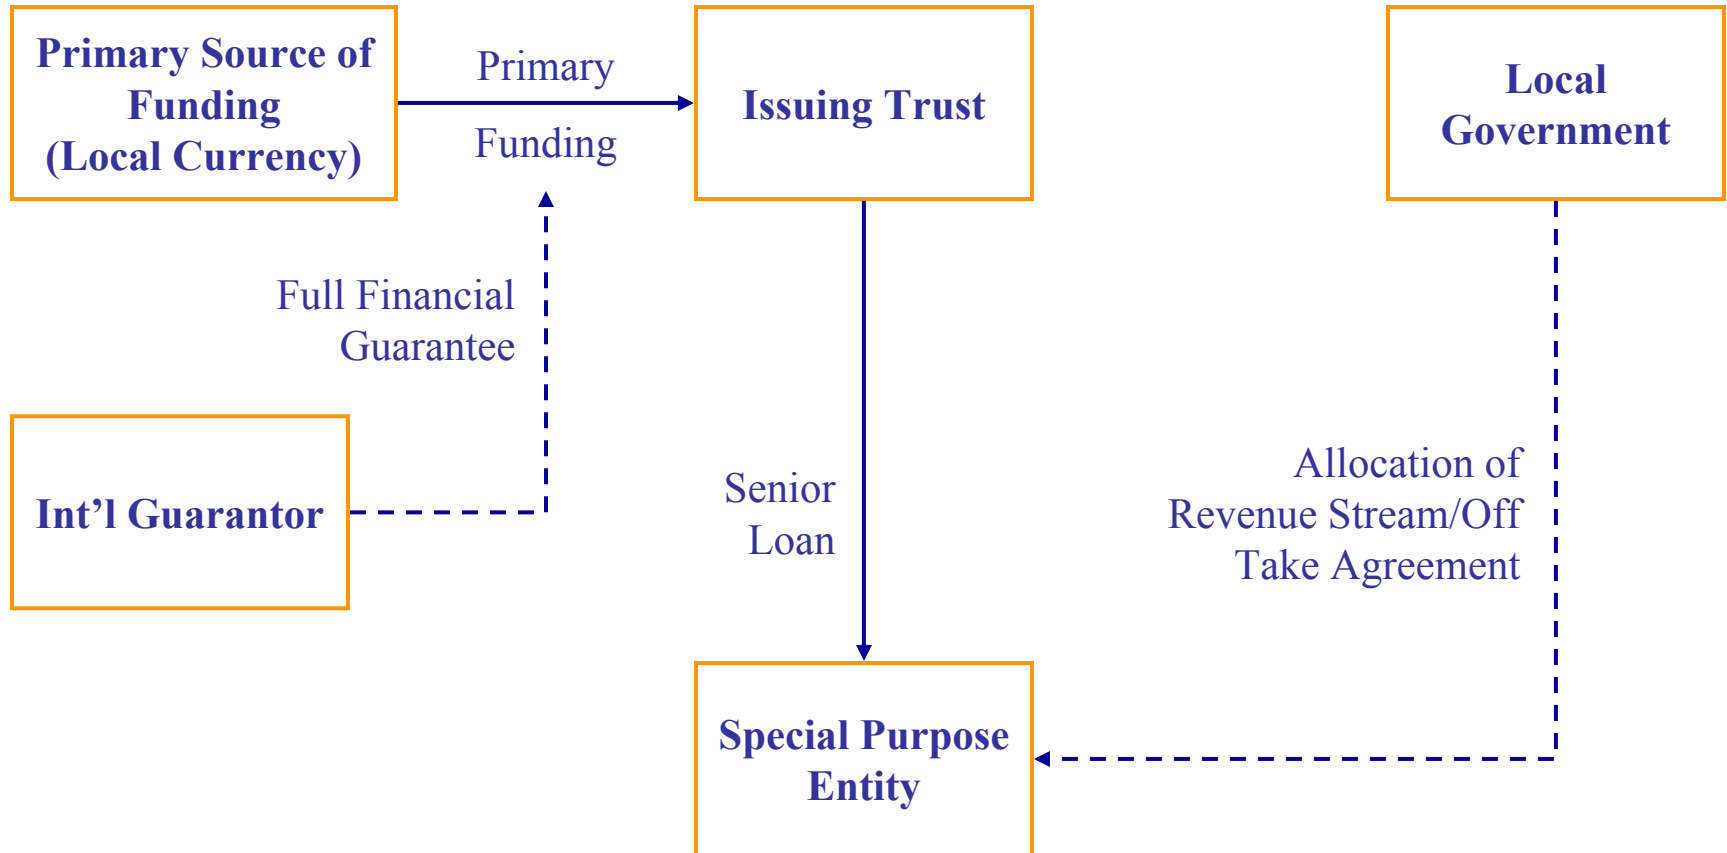 Primary Source of
Funding
(Local Currency)
Primary
Funding
Issuing Trust
Local
Government
Full Financial
Guarantee
Int’l Guarantor
Senior
Loan
Allocation of
Revenue Stream/Off
Take Agreement
Special Purpose
Entity